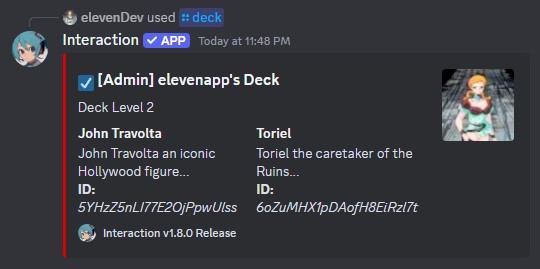 elevenDev used deck
Interaction APP Today at 11:48 PM
[Admin] elevenapp's Deck
Deck Level 2
John Travolta
John Travolta an iconic
Hollywood figure...
ID:
5YHzZ5nLI77E2OjPpwUlss
Toriel
Toriel the caretaker of the
Ruins...
ID:
6oZuMHX1pDAofH8EiRzl7t
Interaction v1.8.0 Release